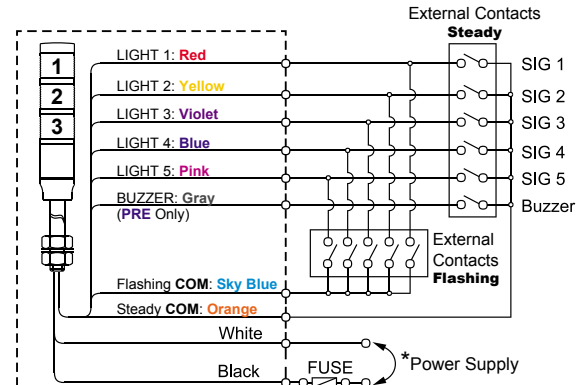 External Contacts
Steady
1
2
3
LIGHT 1: Red
SIG 1
LIGHT 2: Yellow
SIG 2
LIGHT 3: Violet
SIG 3
LIGHT 4: Blue
SIG 4
LIGHT 5: Pink
SIG 5
BUZZER: Gray
(PRE Only)
Buzzer
External
Contacts
Flashing
Flashing COM: Sky Blue
Steady COM: Orange
White
Black
FUSE
*Power Supply